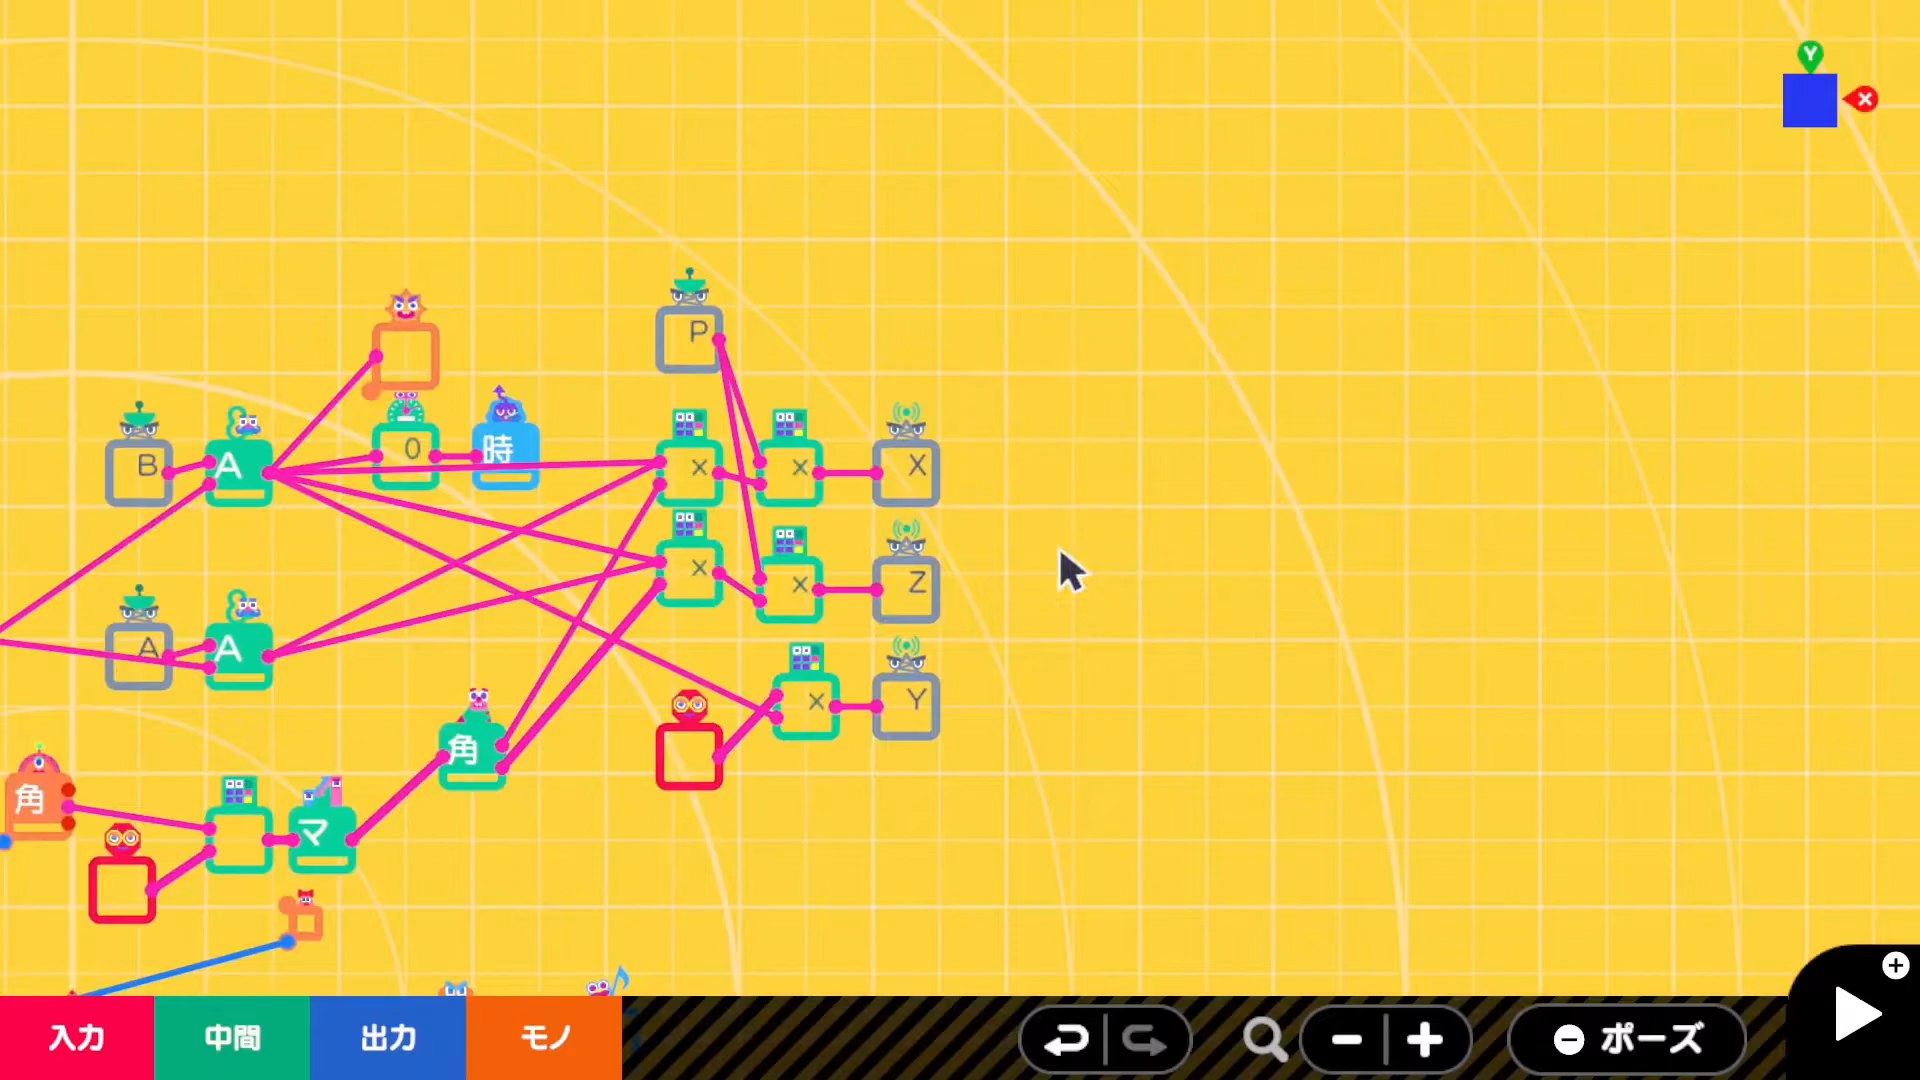 Y
×
P
B
A
0
時
×
×
X
×
×
Z
A
A
×
Y
角
角
マ
入力
中間
出力
モノ
ポーズ